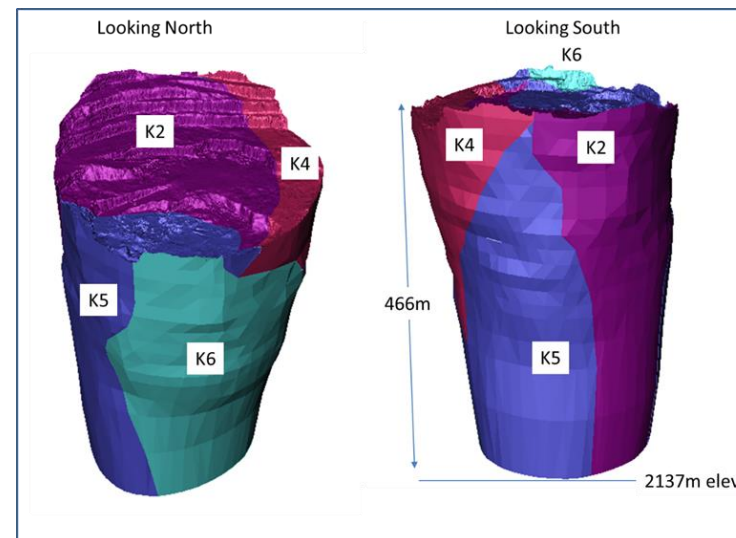 Looking North
K2
K4
K5
K6
Looking South
K6
K4
K2
466m
K5
2137m elev